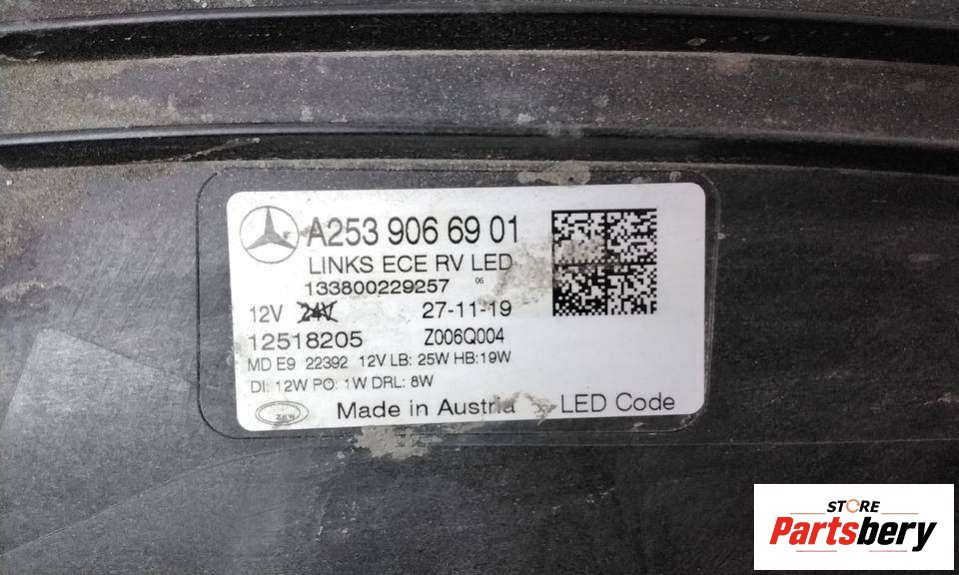 A253 906 69 01
LINKS ECE RV LED
133800229257 06
12V 24V 27-11-19
12518205 Z006Q004
MD E9 22392 12V LB: 25W HB:19W
DI: 12W PO: 1W DRL: 8W
Made in Austria LED Code
STORE
Partsbery